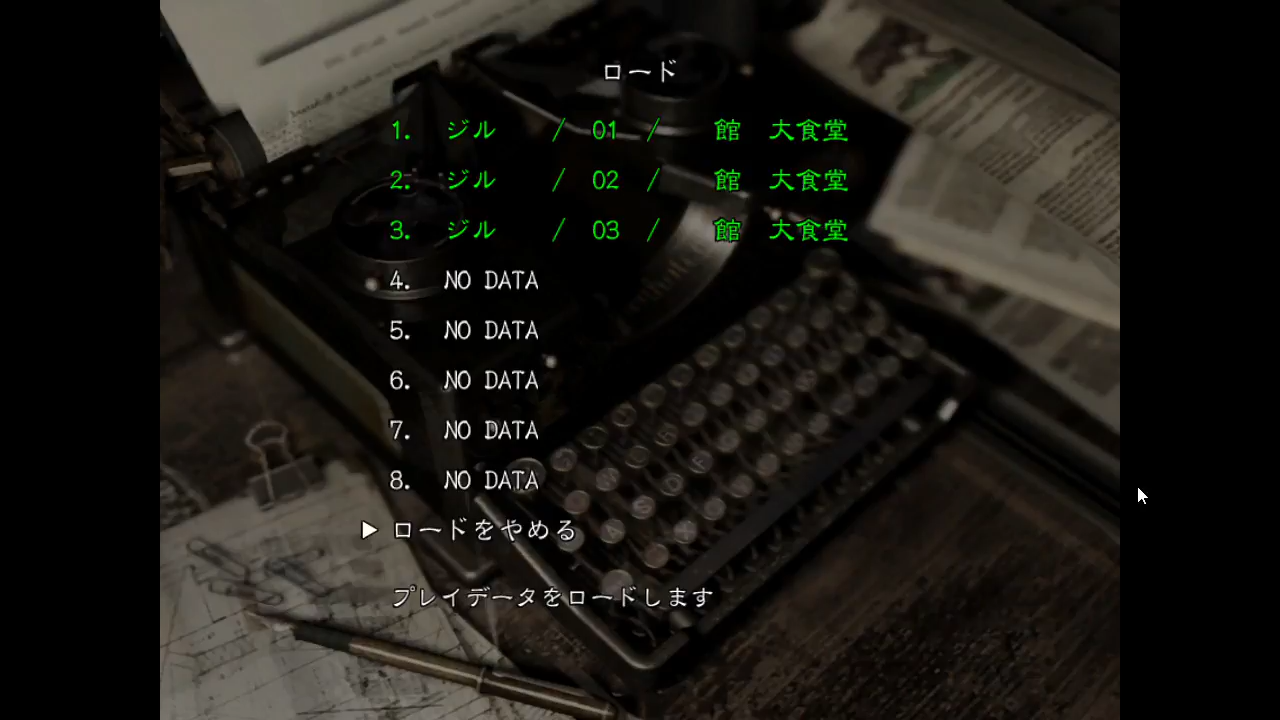 ロード
1. ジル / 01 / 館 大食堂
2. ジル / 02 / 館 大食堂
3. ジル / 03 / 館 大食堂
4. NO DATA
5. NO DATA
6. NO DATA
7. NO DATA
8. NO DATA
▶ ロードをやめる
プレイデータをロードします